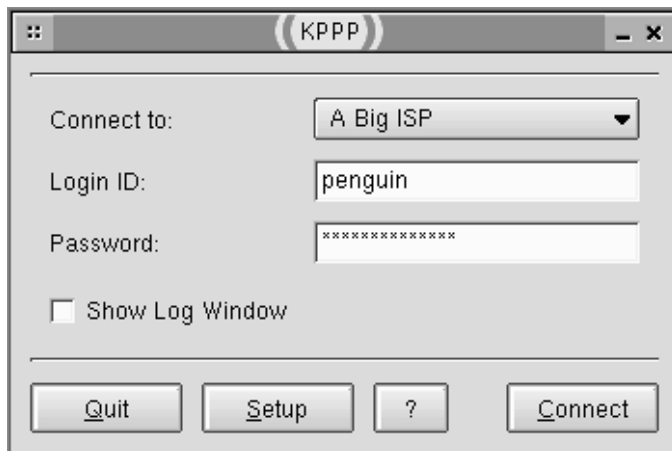 KPPP
Connect to: A Big ISP
Login ID: penguin
Password: **************
Show Log Window
Quit Setup ? Connect